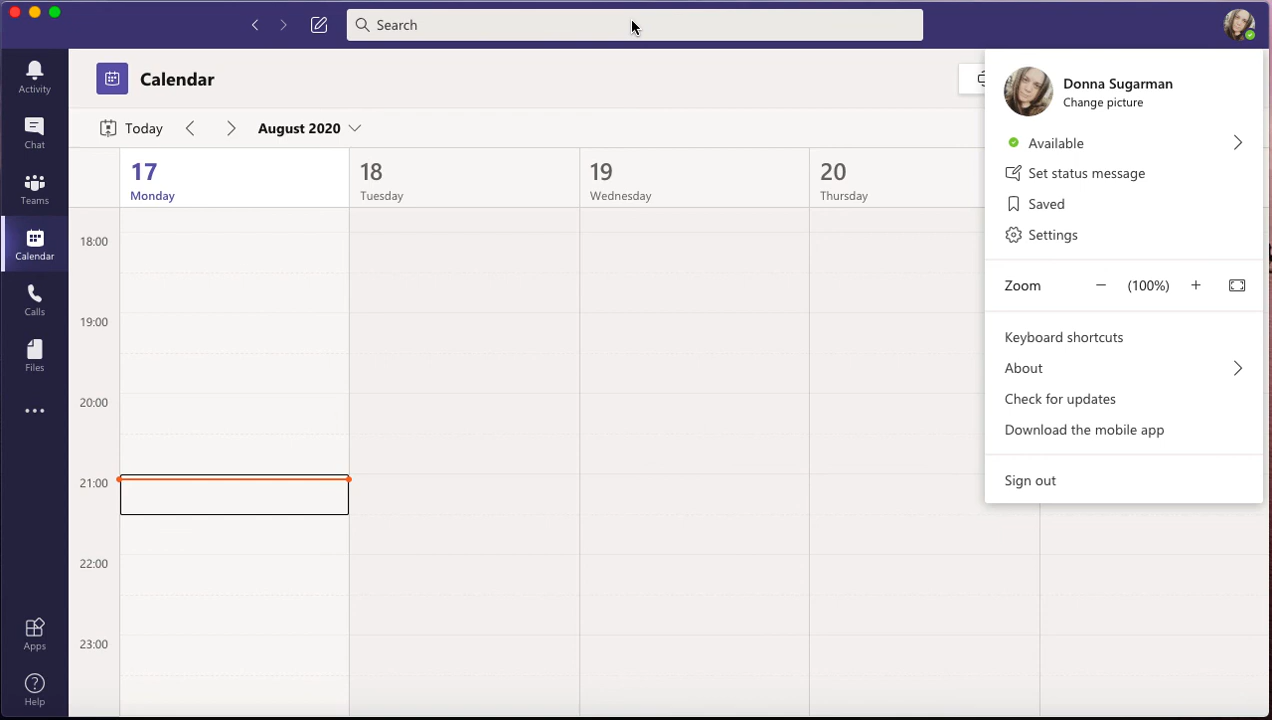 Search
Activity
Chat
Teams
Calendar
Calls
Files
Apps
Help
Calendar
Today
August 2020
17
Monday
18
Tuesday
19
Wednesday
20
Thursday
18:00
19:00
20:00
21:00
22:00
23:00
Donna Sugarman
Change picture
Available
Set status message
Saved
Settings
Zoom − (100%) +
Keyboard shortcuts
About
Check for updates
Download the mobile app
Sign out